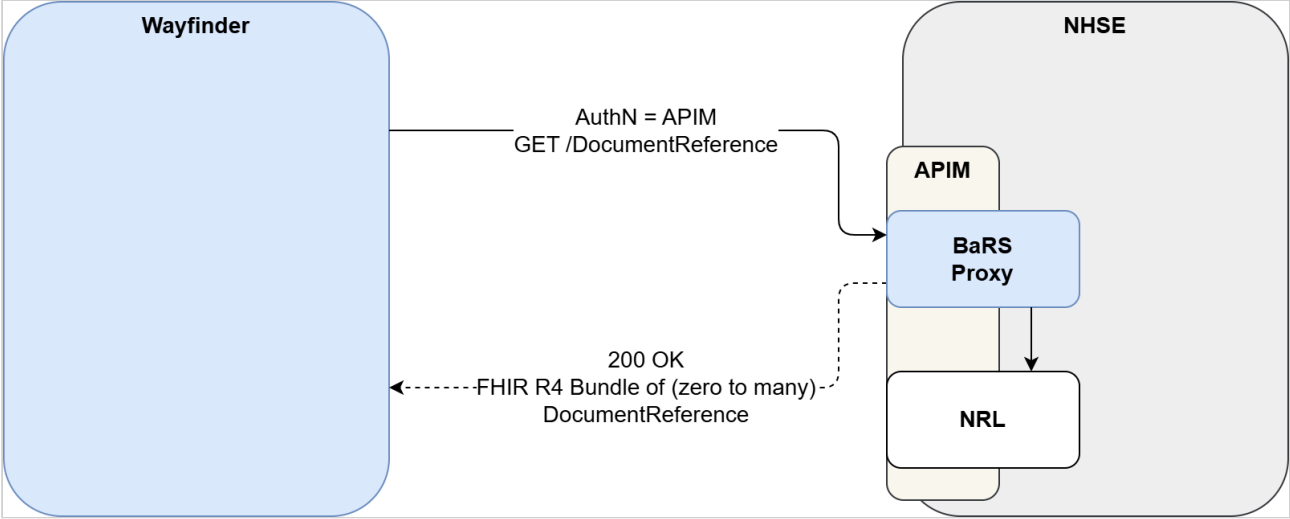 Wayfinder
NHSE
AuthN = APIM
GET /DocumentReference
APIM
BaRS
Proxy
200 OK
FHIR R4 Bundle of (zero to many)
DocumentReference
NRL